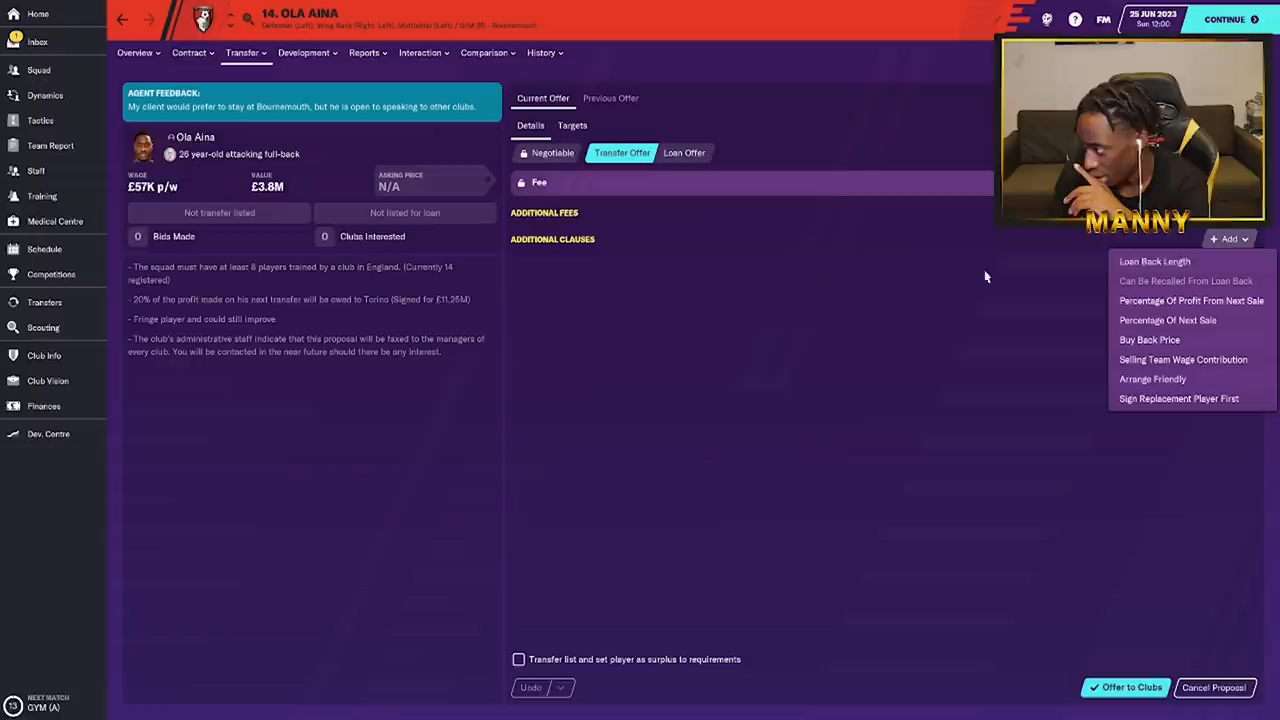 Home
14. OLA AINA
Defender (Left), Wing Back (Right, Left), Midfielder (Left) / D/M (R) - Bournemouth
FM
25 JUN 2023
Sun 12:00
CONTINUE
1
Inbox
Overview
Contract
Transfer
Development
Reports
Interaction
Comparison
History
Squad
Dynamics
Tactics
Team Report
Staff
Training
Medical Centre
Schedule
Competitions
Transfers
Scouting
Club Info
Club Vision
Finances
Dev. Centre
NEXT MATCH
13
GYM (A)
AGENT FEEDBACK:
My client would prefer to stay at Bournemouth, but he is open to speaking to other clubs.
Ola Aina
26 year-old attacking full-back
WAGE
VALUE
ASKING PRICE
£57K p/w
£3.8M
N/A
Not transfer listed
Not listed for loan
0 Bids Made
0 Clubs Interested
- The squad must have at least 8 players trained by a club in England. (Currently 14
registered)
- 20% of the profit made on his next transfer will be owed to Torino (Signed for £11.25M)
- Fringe player and could still improve
- The club's administrative staff indicate that this proposal will be faxed to the managers of
every club. You will be contacted in the near future should there be any interest.
Current Offer
Previous Offer
Details
Targets
Negotiable
Transfer Offer
Loan Offer
Fee
ADDITIONAL FEES
ADDITIONAL CLAUSES
MANNY
+ Add
Loan Back Length
Can Be Recalled From Loan Back
Percentage Of Profit From Next Sale
Percentage Of Next Sale
Buy Back Price
Selling Team Wage Contribution
Arrange Friendly
Sign Replacement Player First
Transfer list and set player as surplus to requirements
Undo
Offer to Clubs
Cancel Proposal